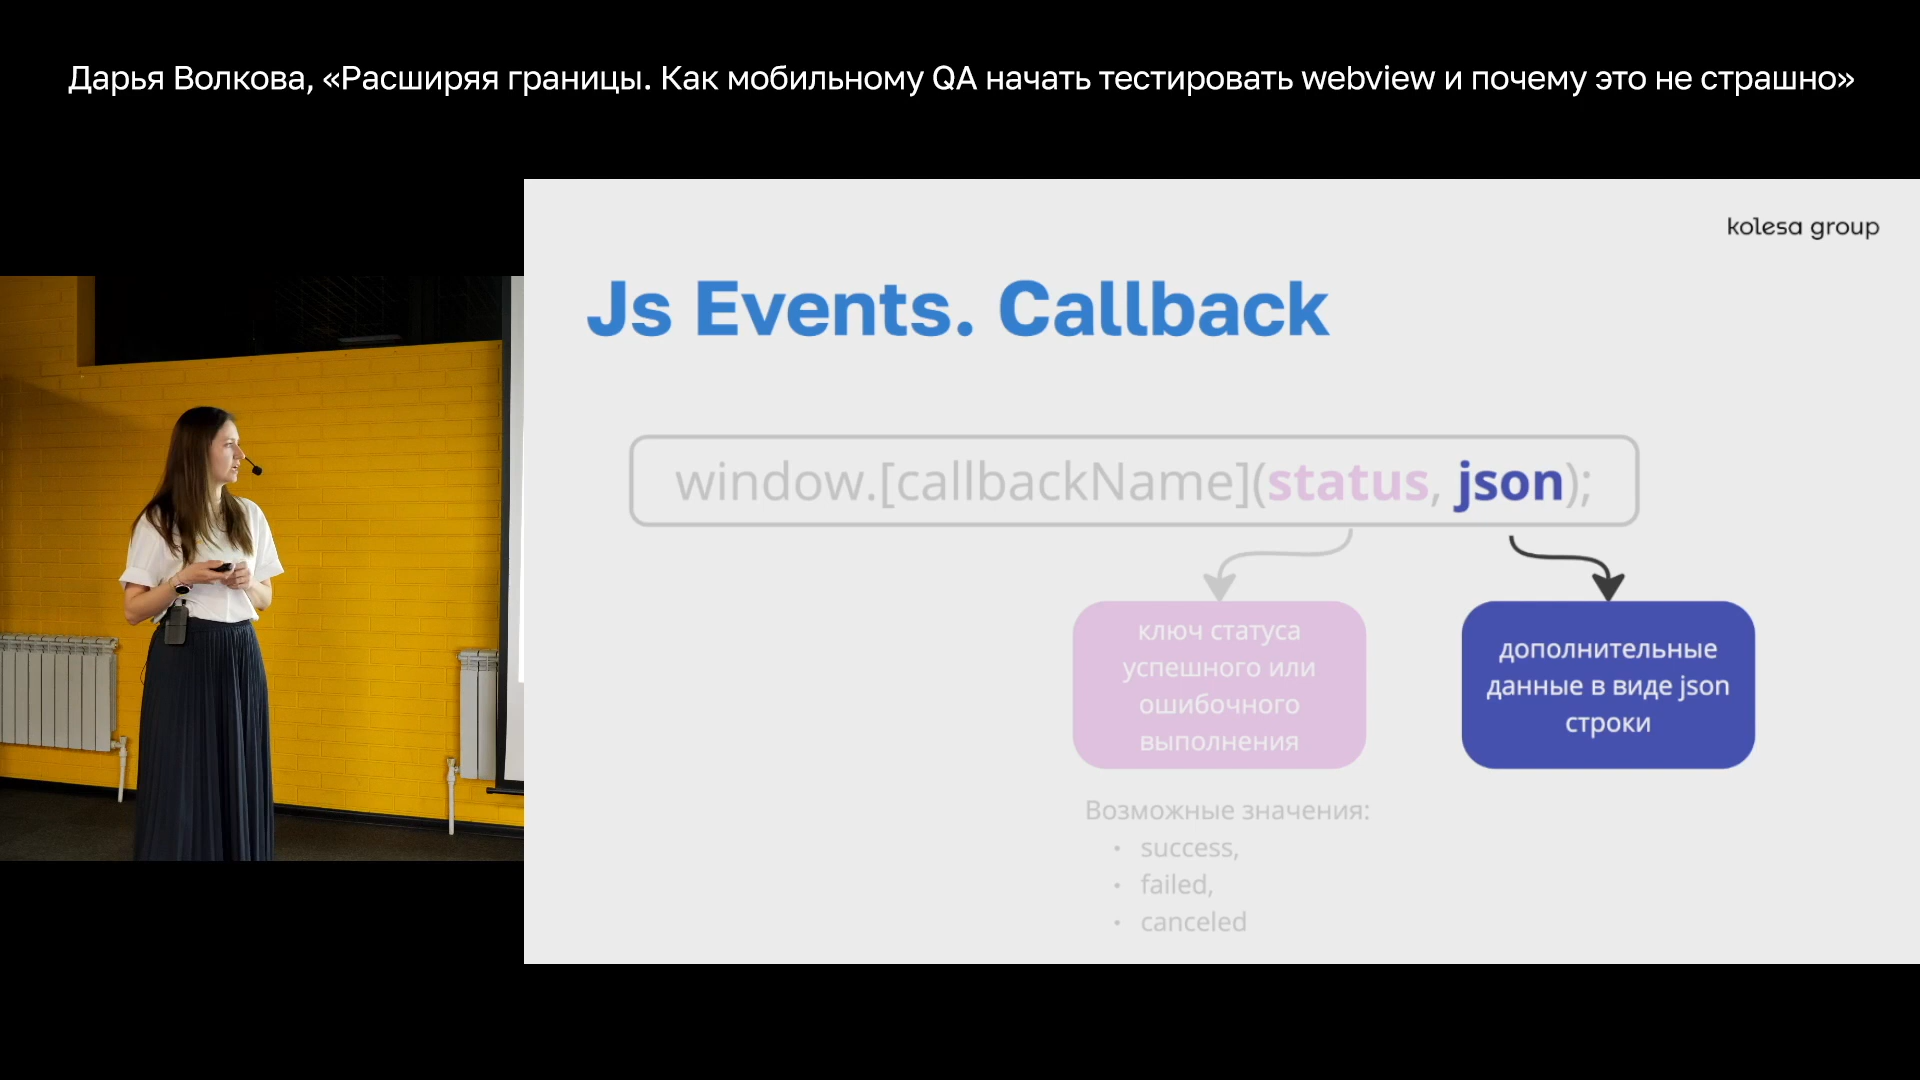 Дарья Волкова, «Расширяя границы. Как мобильному QA начать тестировать webview и почему это не страшно»
kolesa group
Js Events. Callback
window.[callbackName](status, json);
ключ статуса
успешного или
ошибочного
выполнения
дополнительные
данные в виде json
строки
Возможные значения:
• success,
• failed,
• canceled